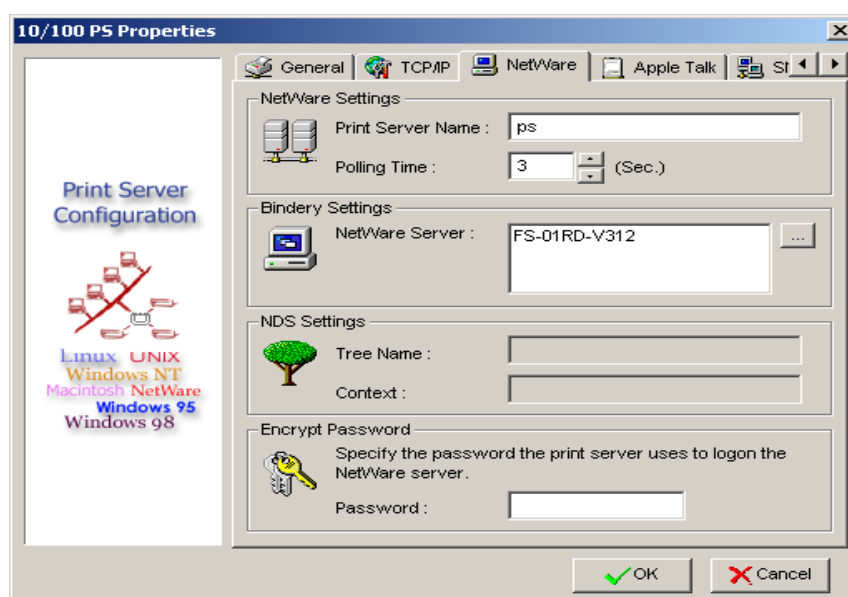 10/100 PS Properties
General
TCP/IP
NetWare
Apple Talk
NetWare Settings
Print Server Name :
ps
Polling Time :
3
(Sec.)
Bindery Settings
NetWare Server :
FS-01RD-V312
...
NDS Settings
Tree Name :
Context :
Encrypt Password
Specify the password the print server uses to logon the
NetWare server.
Password :
Print Server
Configuration
Linux UNIX
Windows NT
Macintosh NetWare
Windows 95
Windows 98
OK
Cancel